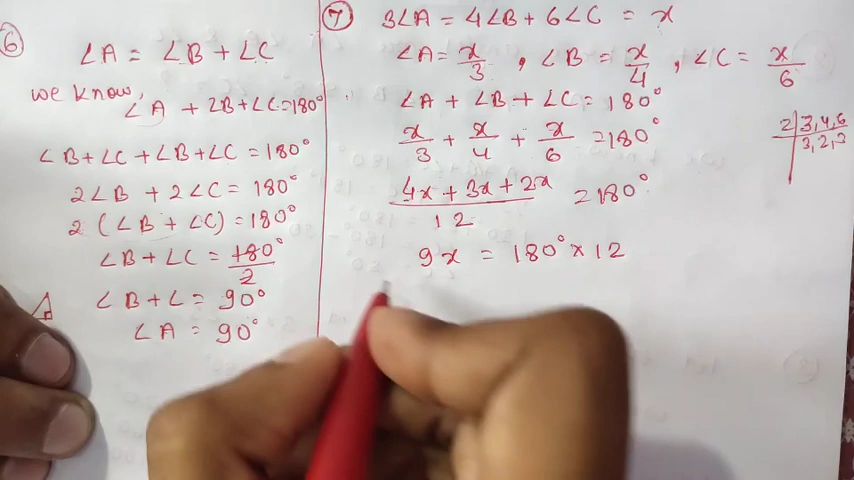 6
∠A = ∠B + ∠C
we know,
∠A + ∠B + ∠C = 180°
∠B + ∠C + ∠B + ∠C = 180°
2∠B + 2∠C = 180°
2 (∠B + ∠C) = 180°
∠B + ∠C = 180°/2
∠B + ∠ = 90°
∠A = 90°
7 3∠A = 4∠B + 6∠C = x
∠A = x/3 , ∠B = x/4 , ∠C = x/6
∠A + ∠B + ∠C = 180°
x/3 + x/4 + x/6 = 180°
4x + 3x + 2x / 12 = 180°
9x = 180° × 12
2 | 3, 4, 6
3, 2, 3